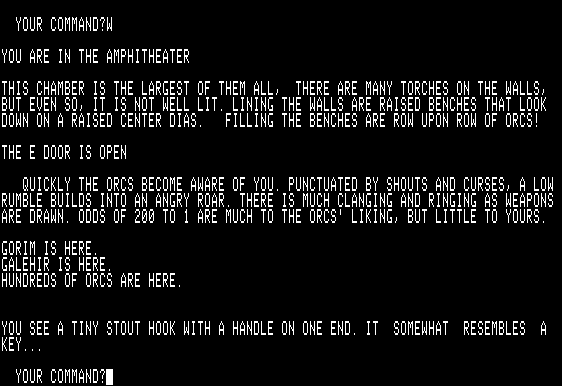 YOUR COMMAND?W
YOU ARE IN THE AMPHITHEATER
THIS CHAMBER IS THE LARGEST OF THEM ALL,  THERE ARE MANY TORCHES ON THE WALLS,
BUT EVEN SO, IT IS NOT WELL LIT. LINING THE WALLS ARE RAISED BENCHES THAT LOOK
DOWN ON A RAISED CENTER DIAS.   FILLING THE BENCHES ARE ROW UPON ROW OF ORCS!
THE E DOOR IS OPEN
QUICKLY THE ORCS BECOME AWARE OF YOU. PUNCTUATED BY SHOUTS AND CURSES, A LOW
RUMBLE BUILDS INTO AN ANGRY ROAR. THERE IS MUCH CLANGING AND RINGING AS WEAPONS
ARE DRAWN. ODDS OF 200 TO 1 ARE MUCH TO THE ORCS' LIKING, BUT LITTLE TO YOURS.
GORIM IS HERE.
GALEHIR IS HERE.
HUNDREDS OF ORCS ARE HERE.
YOU SEE A TINY STOUT HOOK WITH A HANDLE ON ONE END. IT  SOMEWHAT  RESEMBLES  A
KEY...
YOUR COMMAND?